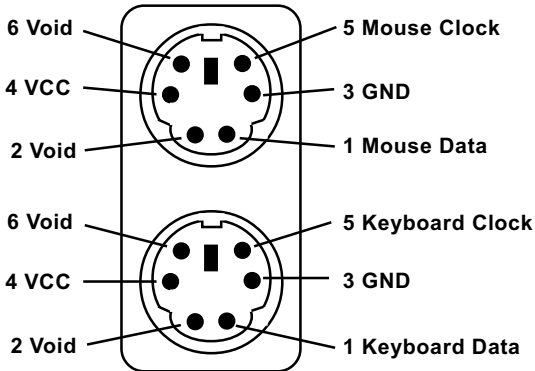 6 Void
5 Mouse Clock
4 VCC
3 GND
2 Void
1 Mouse Data
6 Void
5 Keyboard Clock
4 VCC
3 GND
2 Void
1 Keyboard Data